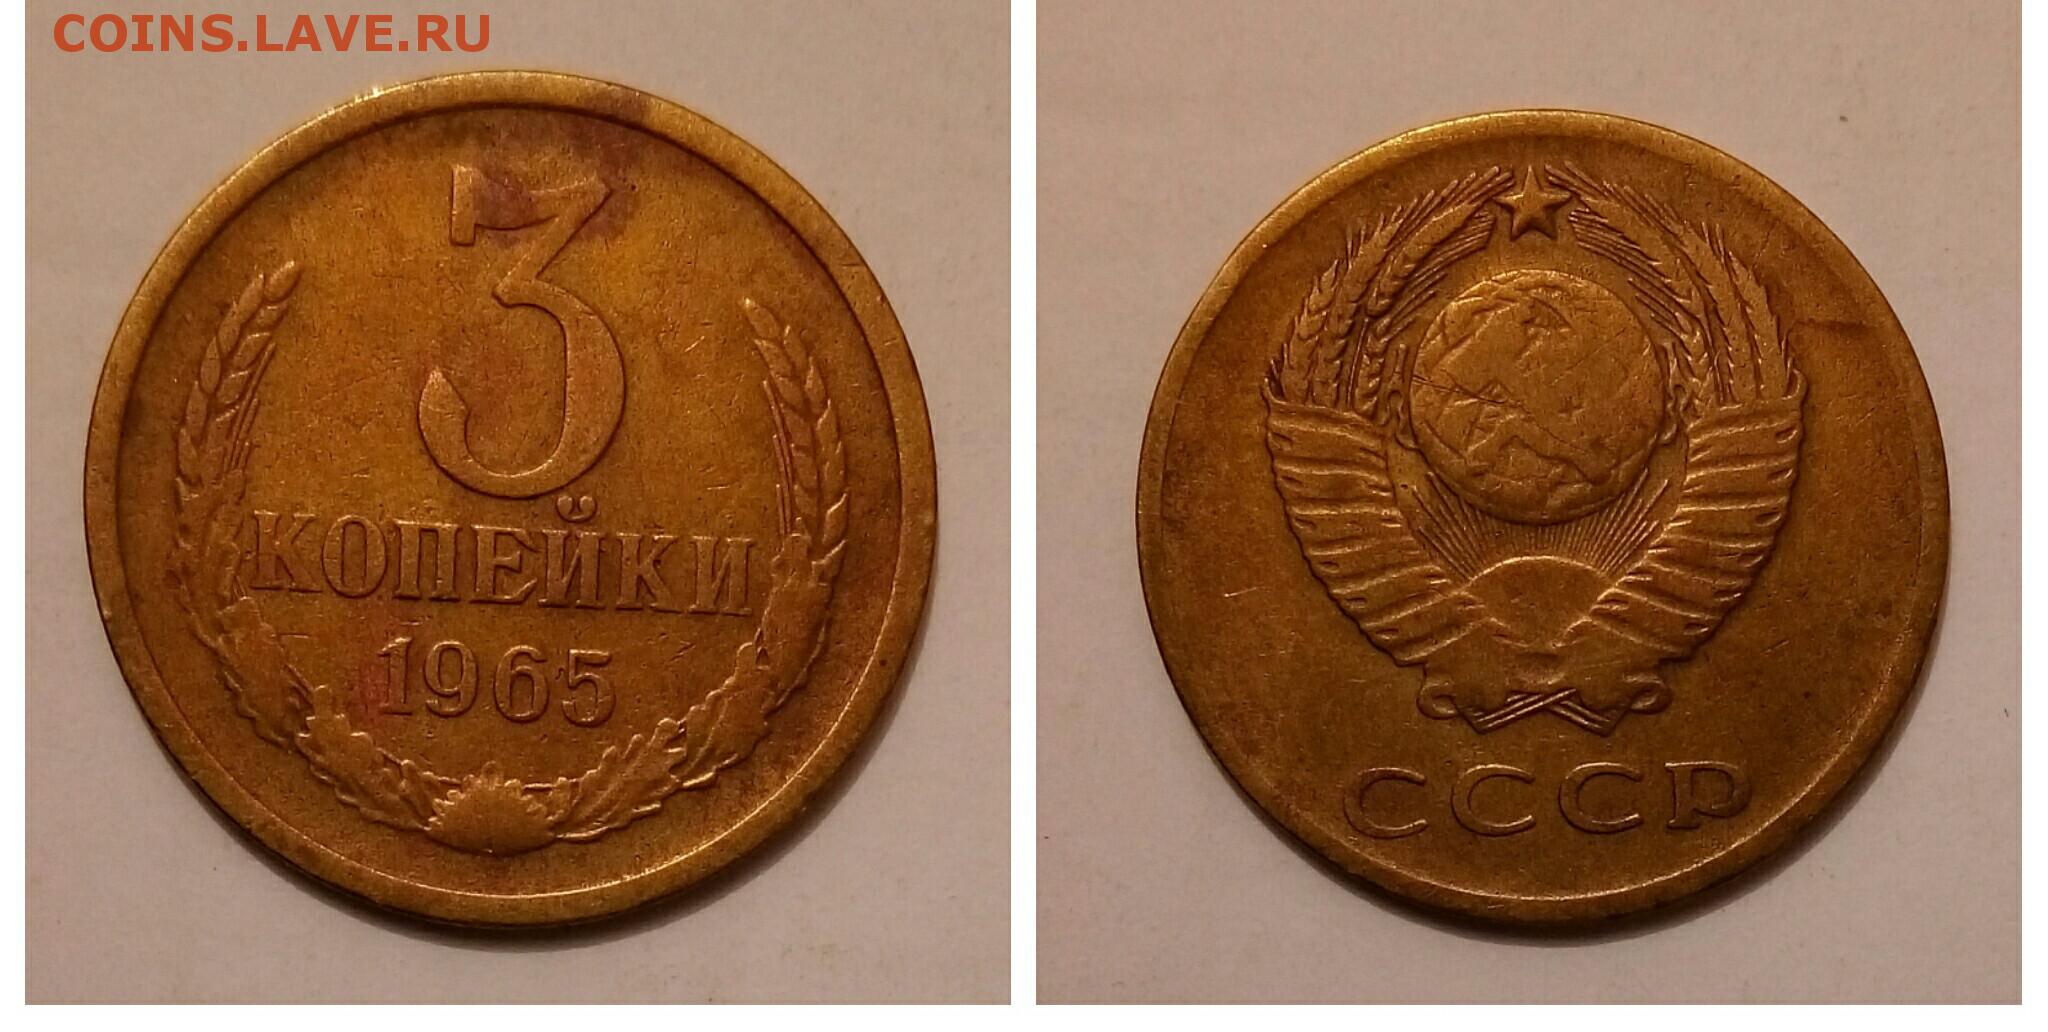 COINS.LAVE.RU
3
КОПЕЙКИ
1965
СССР